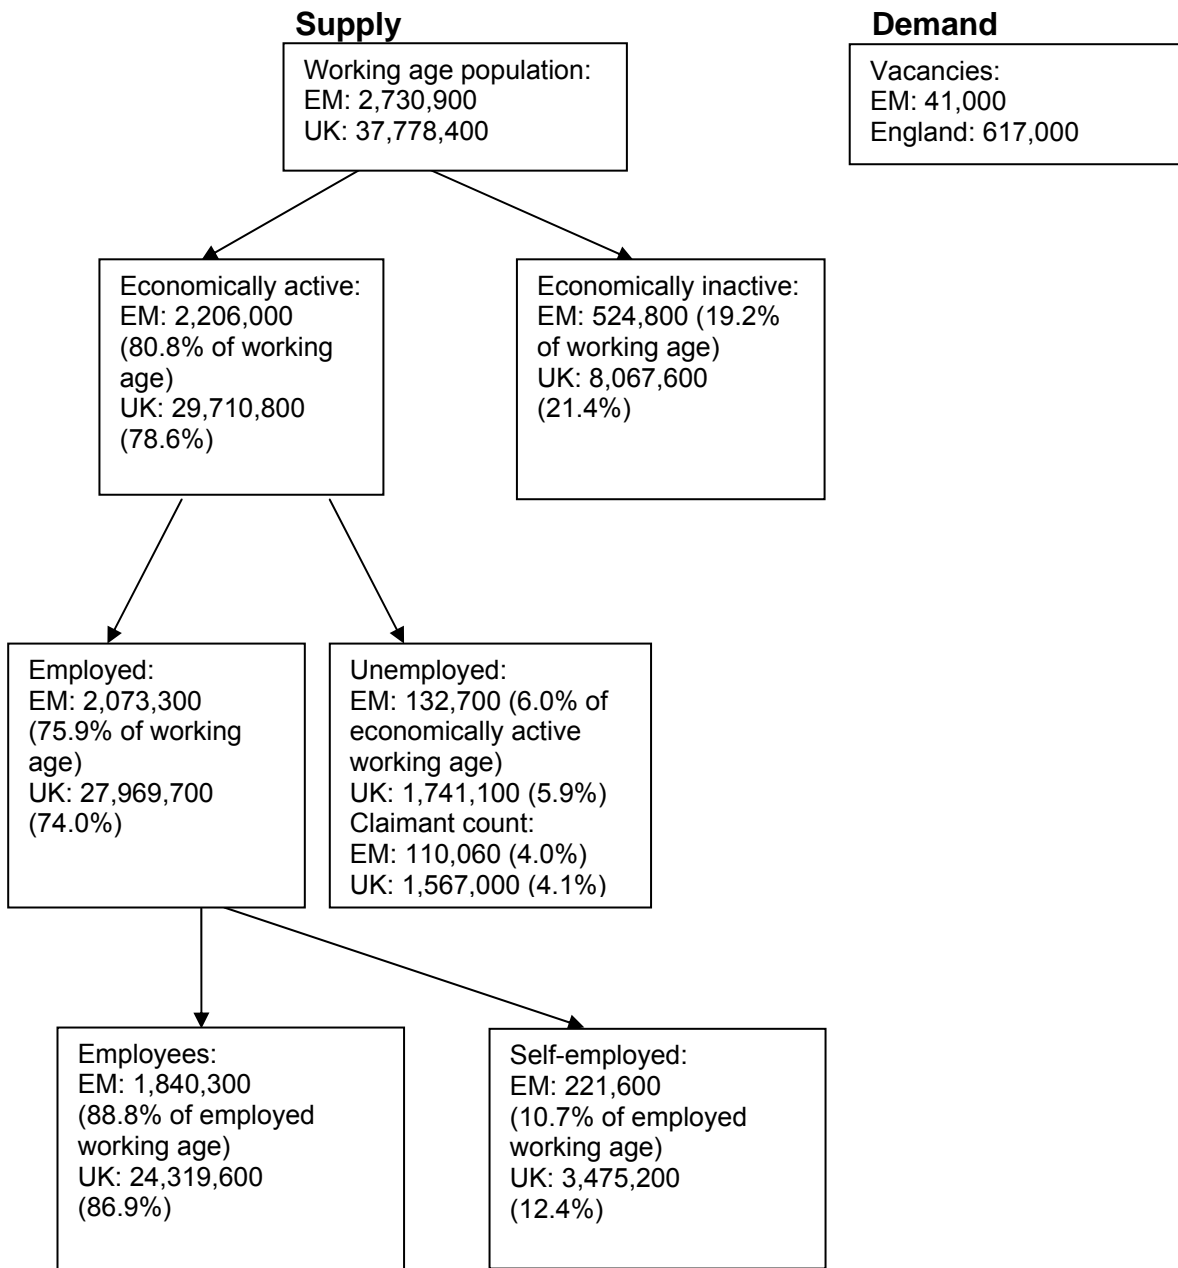 Supply
Demand
Working age population:
EM: 2,730,900
UK: 37,778,400
Vacancies:
EM: 41,000
England: 617,000
Economically active:
EM: 2,206,000
(80.8% of working
age)
UK: 29,710,800
(78.6%)
Economically inactive:
EM: 524,800 (19.2%
of working age)
UK: 8,067,600
(21.4%)
Employed:
EM: 2,073,300
(75.9% of working
age)
UK: 27,969,700
(74.0%)
Unemployed:
EM: 132,700 (6.0% of
economically active
working age)
UK: 1,741,100 (5.9%)
Claimant count:
EM: 110,060 (4.0%)
UK: 1,567,000 (4.1%)
Employees:
EM: 1,840,300
(88.8% of employed
working age)
UK: 24,319,600
(86.9%)
Self-employed:
EM: 221,600
(10.7% of employed
working age)
UK: 3,475,200
(12.4%)